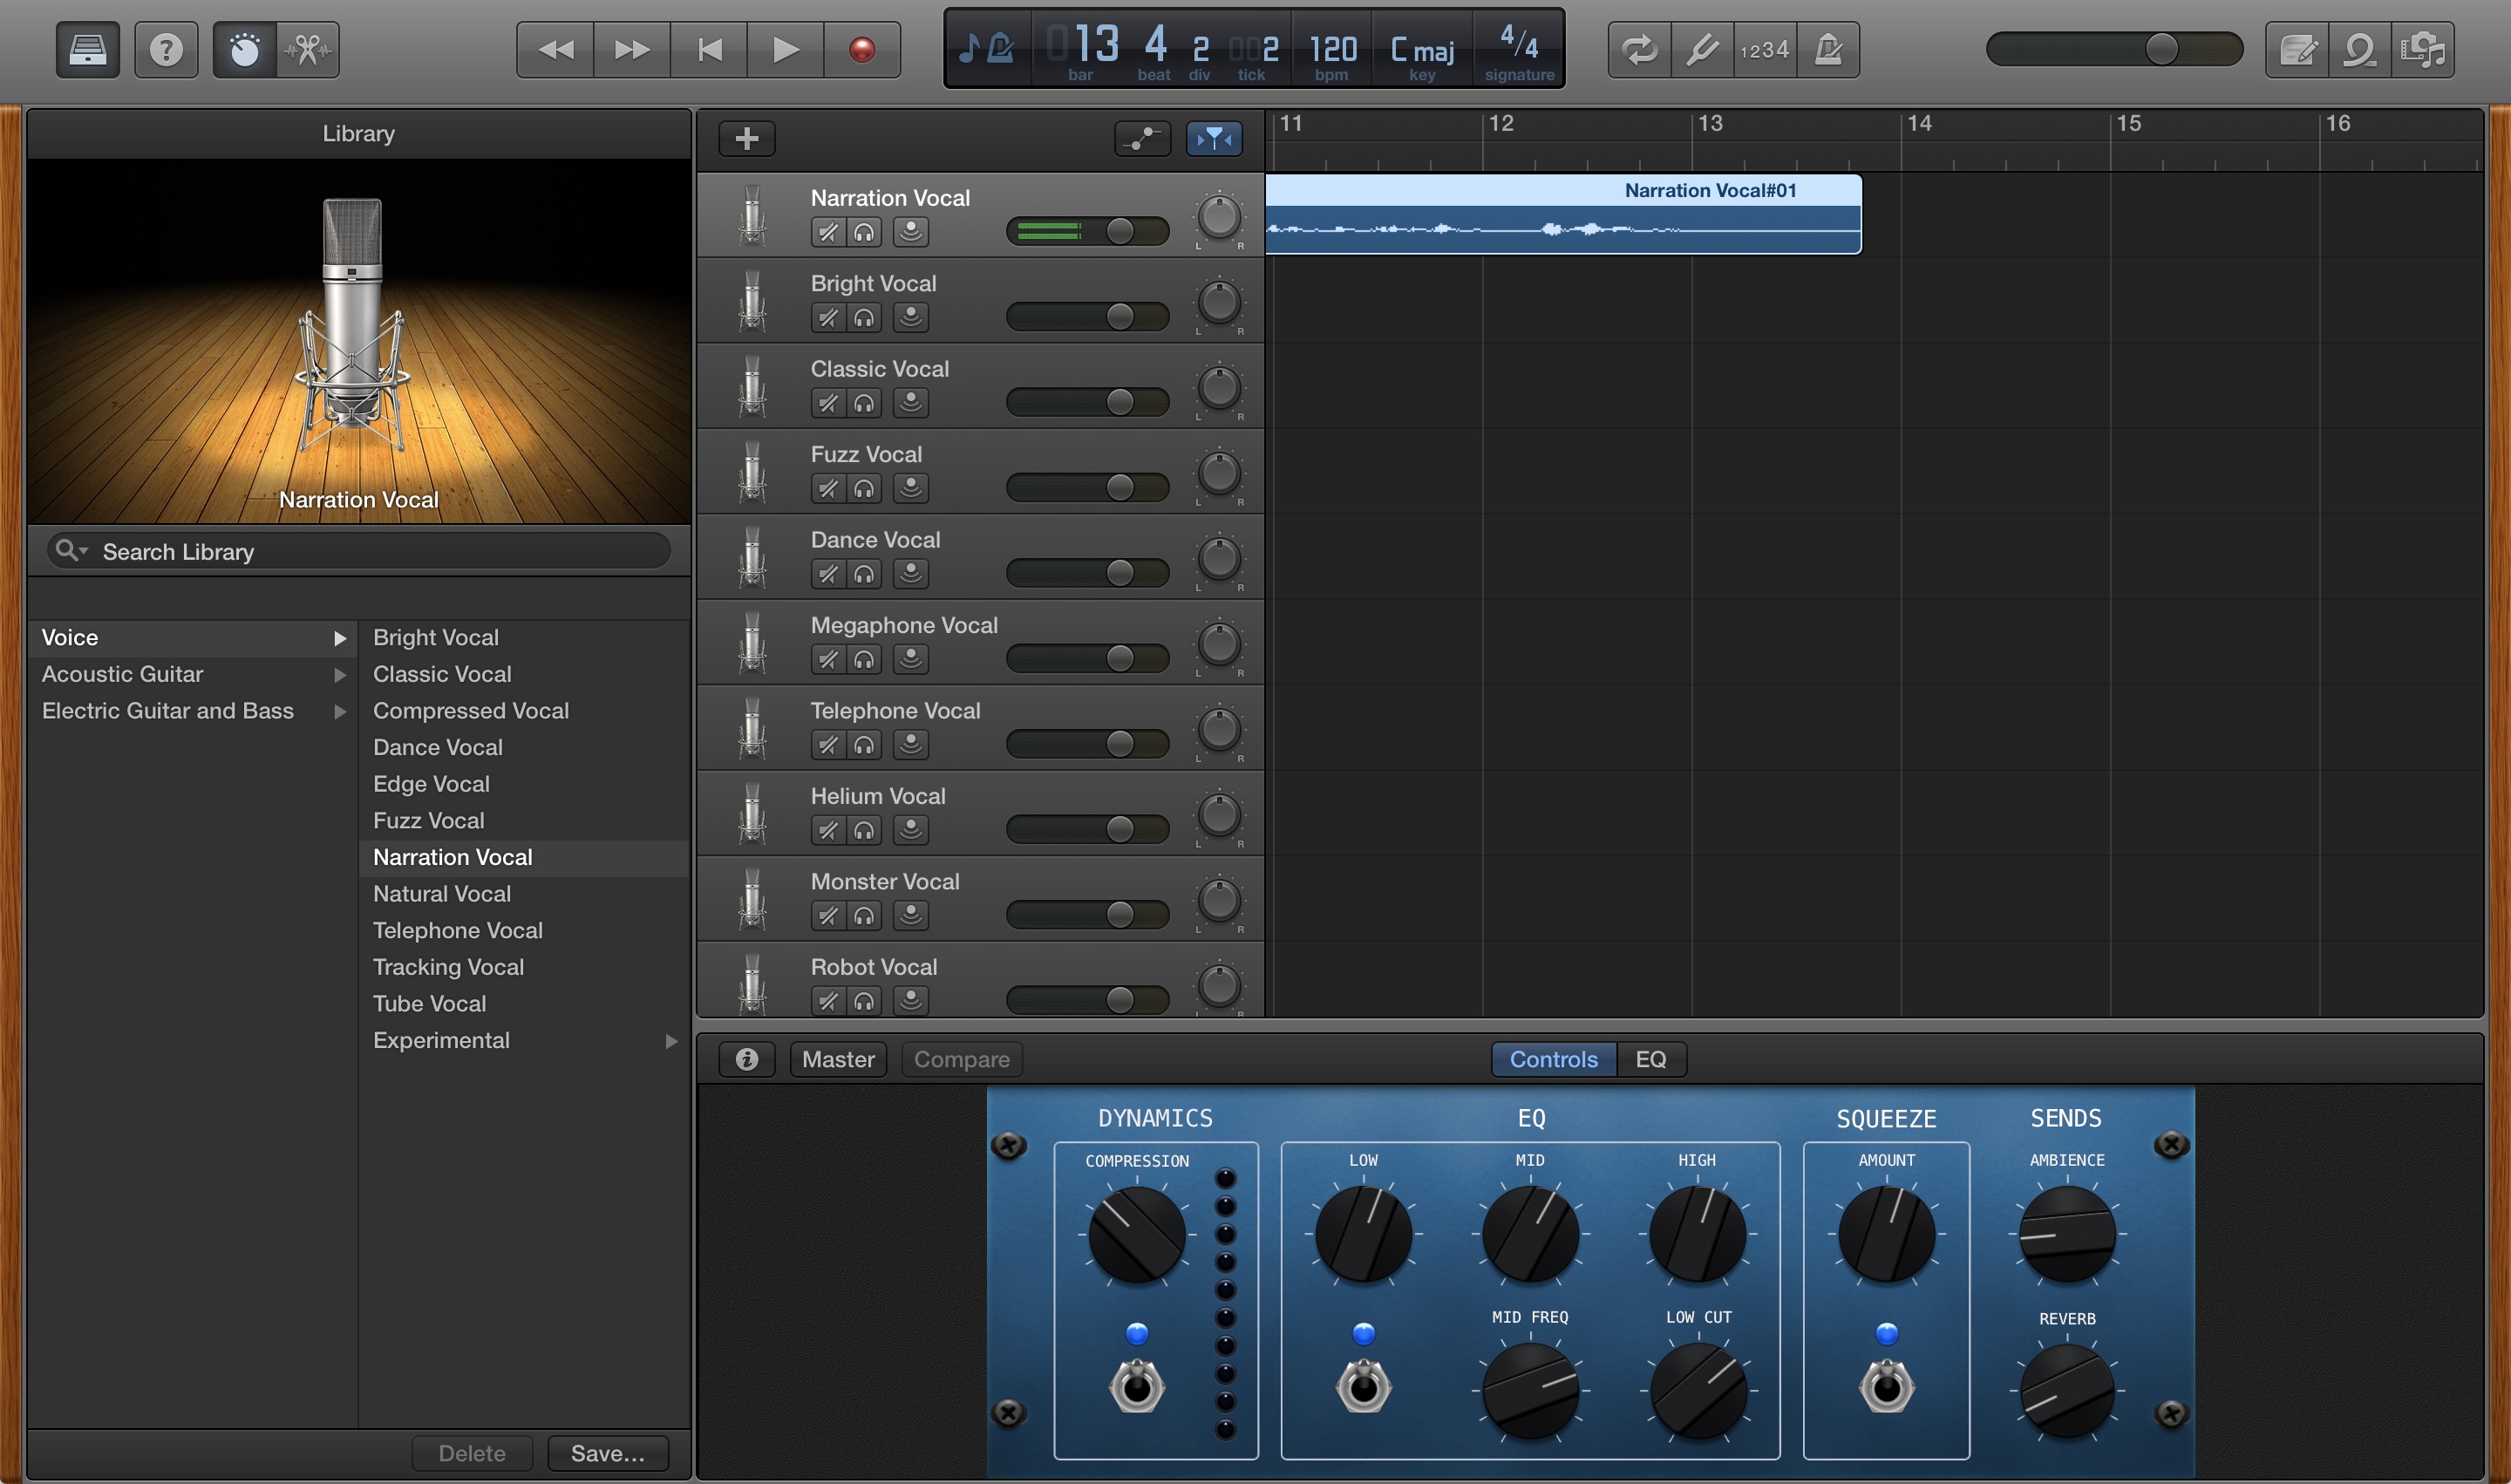 013 4 2 002 120 C maj 4/4
bar beat div tick bpm key signature
1234
Library
Narration Vocal
Search Library
Voice
Acoustic Guitar
Electric Guitar and Bass
Bright Vocal
Classic Vocal
Compressed Vocal
Dance Vocal
Edge Vocal
Fuzz Vocal
Narration Vocal
Natural Vocal
Telephone Vocal
Tracking Vocal
Tube Vocal
Experimental
Delete
Save...
11 12 13 14 15 16
Narration Vocal
L R
Narration Vocal#01
Bright Vocal
L R
Classic Vocal
L R
Fuzz Vocal
L R
Dance Vocal
L R
Megaphone Vocal
L R
Telephone Vocal
L R
Helium Vocal
L R
Monster Vocal
L R
Robot Vocal
L R
Master
Compare
Controls
EQ
DYNAMICS
COMPRESSION
EQ
LOW MID HIGH
MID FREQ LOW CUT
SQUEEZE
AMOUNT
SENDS
AMBIENCE
REVERB